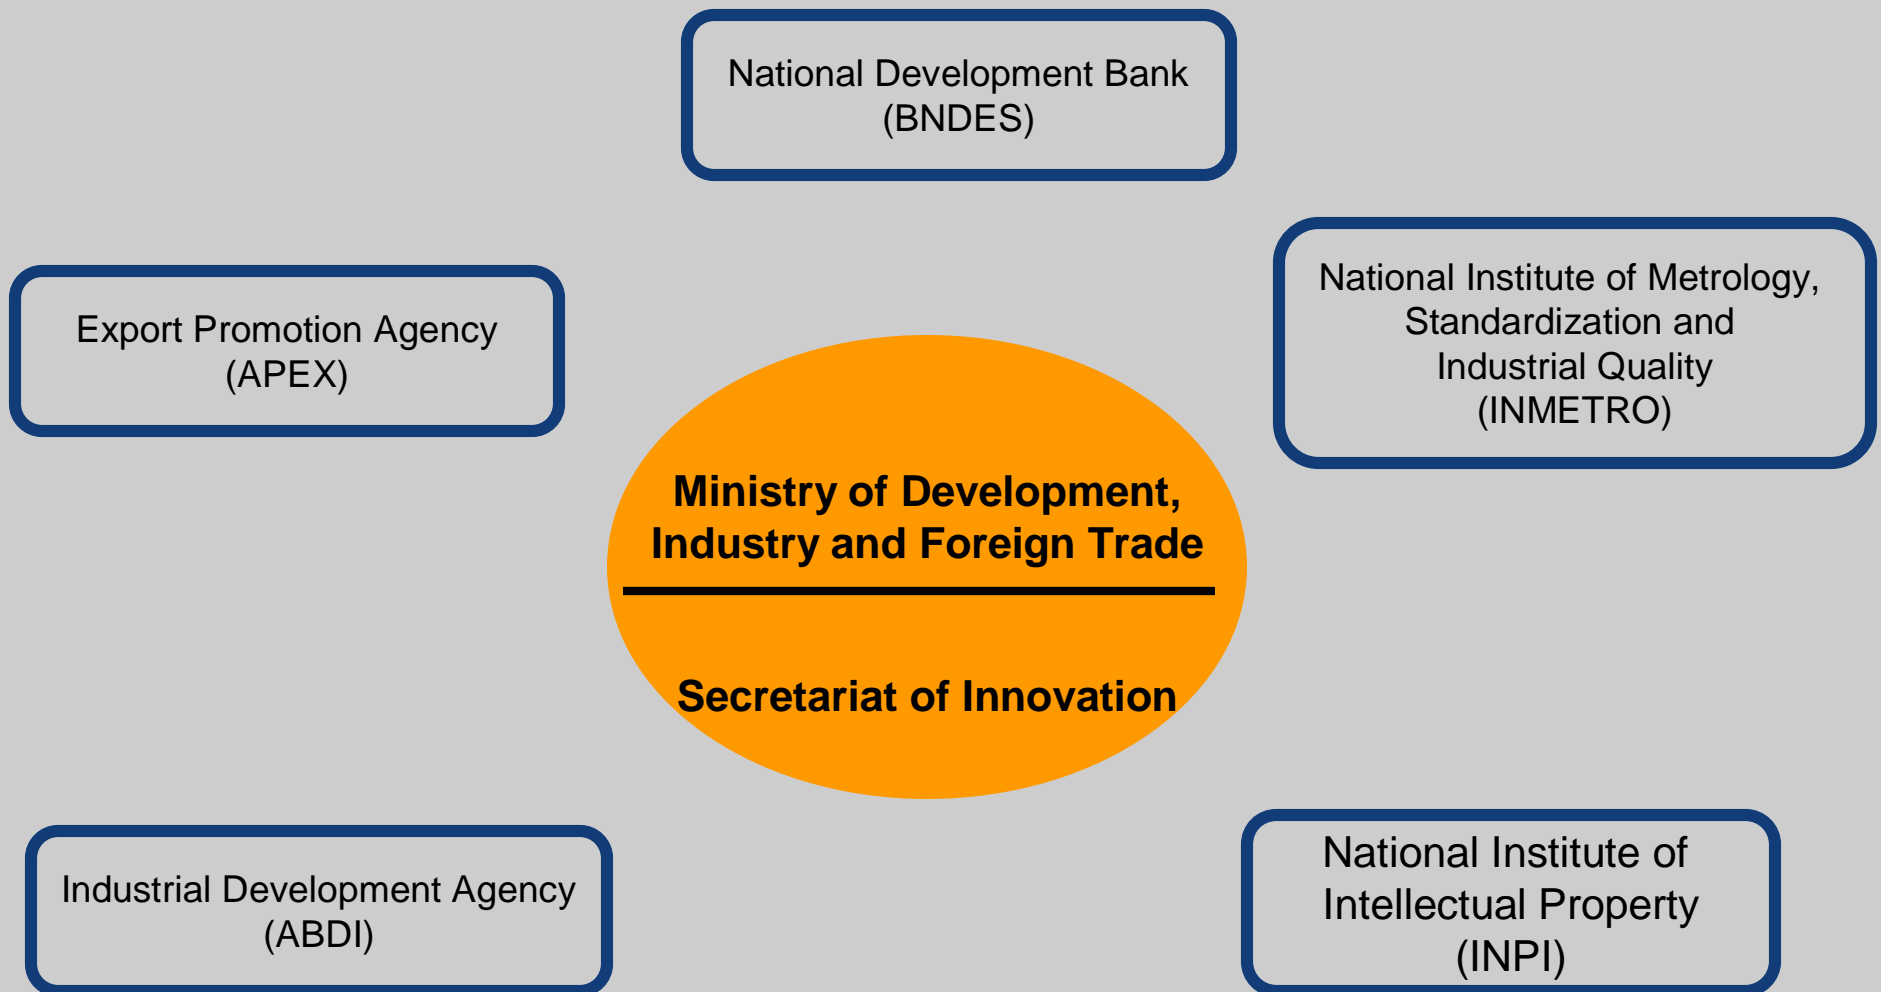 National Development Bank
(BNDES)
Export Promotion Agency
(APEX)
National Institute of Metrology,
Standardization and
Industrial Quality
(INMETRO)
Ministry of Development,
Industry and Foreign Trade
Secretariat of Innovation
Industrial Development Agency
(ABDI)
National Institute of
Intellectual Property
(INPI)